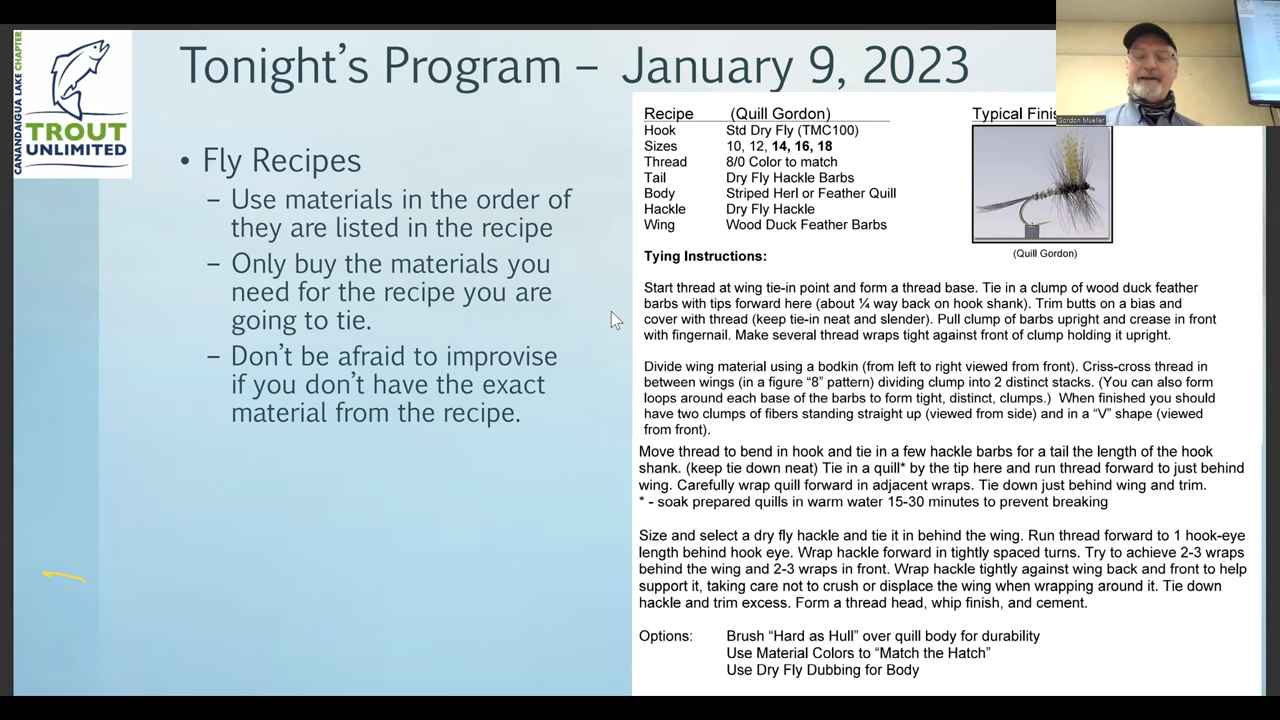 CANANDAIGUA LAKE CHAPTER
TROUT
UNLIMITED
Tonight's Program – January 9, 2023
Gordon Mueller
• Fly Recipes
– Use materials in the order of
they are listed in the recipe
– Only buy the materials you
need for the recipe you are
going to tie.
– Don't be afraid to improvise
if you don't have the exact
material from the recipe.
Recipe (Quill Gordon)
Hook Std Dry Fly (TMC100)
Sizes 10, 12, 14, 16, 18
Thread 8/0 Color to match
Tail Dry Fly Hackle Barbs
Body Striped Herl or Feather Quill
Hackle Dry Fly Hackle
Wing Wood Duck Feather Barbs
Typical Finis
(Quill Gordon)
Tying Instructions:
Start thread at wing tie-in point and form a thread base. Tie in a clump of wood duck feather
barbs with tips forward here (about ¼ way back on hook shank). Trim butts on a bias and
cover with thread (keep tie-in neat and slender). Pull clump of barbs upright and crease in front
with fingernail. Make several thread wraps tight against front of clump holding it upright.
Divide wing material using a bodkin (from left to right viewed from front). Criss-cross thread in
between wings (in a figure "8" pattern) dividing clump into 2 distinct stacks. (You can also form
loops around each base of the barbs to form tight, distinct, clumps.) When finished you should
have two clumps of fibers standing straight up (viewed from side) and in a "V" shape (viewed
from front).
Move thread to bend in hook and tie in a few hackle barbs for a tail the length of the hook
shank. (keep tie down neat) Tie in a quill* by the tip here and run thread forward to just behind
wing. Carefully wrap quill forward in adjacent wraps. Tie down just behind wing and trim.
* - soak prepared quills in warm water 15-30 minutes to prevent breaking
Size and select a dry fly hackle and tie it in behind the wing. Run thread forward to 1 hook-eye
length behind hook eye. Wrap hackle forward in tightly spaced turns. Try to achieve 2-3 wraps
behind the wing and 2-3 wraps in front. Wrap hackle tightly against wing back and front to help
support it, taking care not to crush or displace the wing when wrapping around it. Tie down
hackle and trim excess. Form a thread head, whip finish, and cement.
Options: Brush "Hard as Hull" over quill body for durability
Use Material Colors to "Match the Hatch"
Use Dry Fly Dubbing for Body